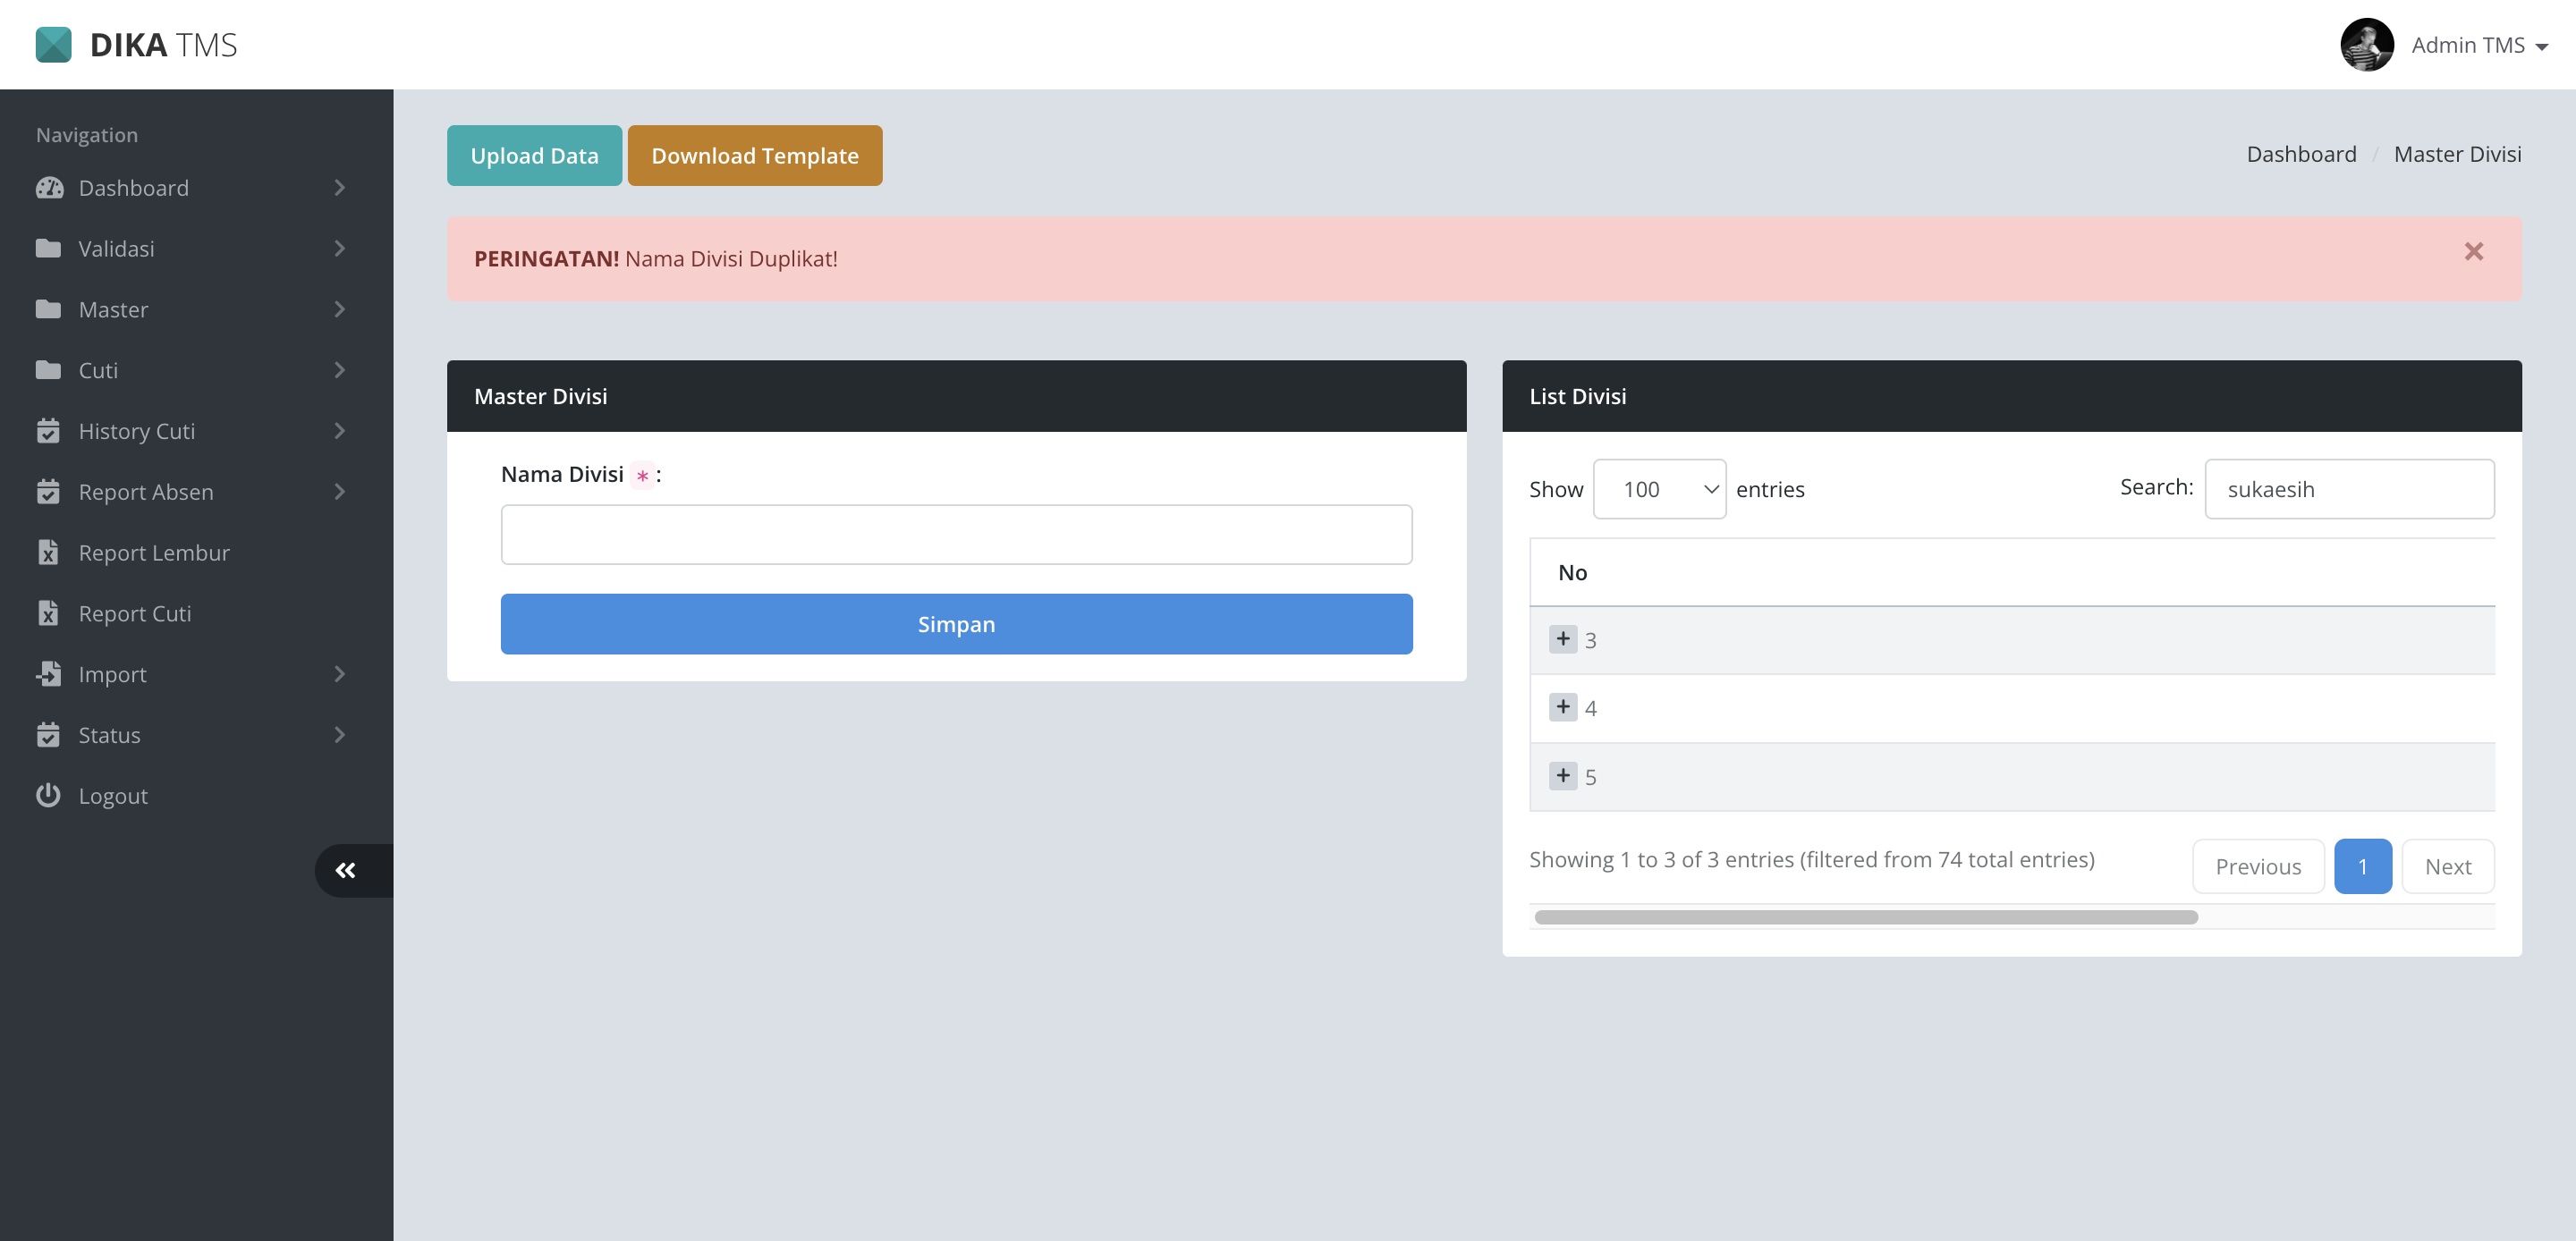 DIKA TMS
Admin TMS
Navigation
Dashboard
Validasi
Master
Cuti
History Cuti
Report Absen
Report Lembur
Report Cuti
Import
Status
Logout
Upload Data
Download Template
Dashboard / Master Divisi
PERINGATAN! Nama Divisi Duplikat!
×
Master Divisi
Nama Divisi * :
Simpan
List Divisi
Show 100 entries
Search: sukaesih
No
+ 3
+ 4
+ 5
Showing 1 to 3 of 3 entries (filtered from 74 total entries)
Previous 1 Next